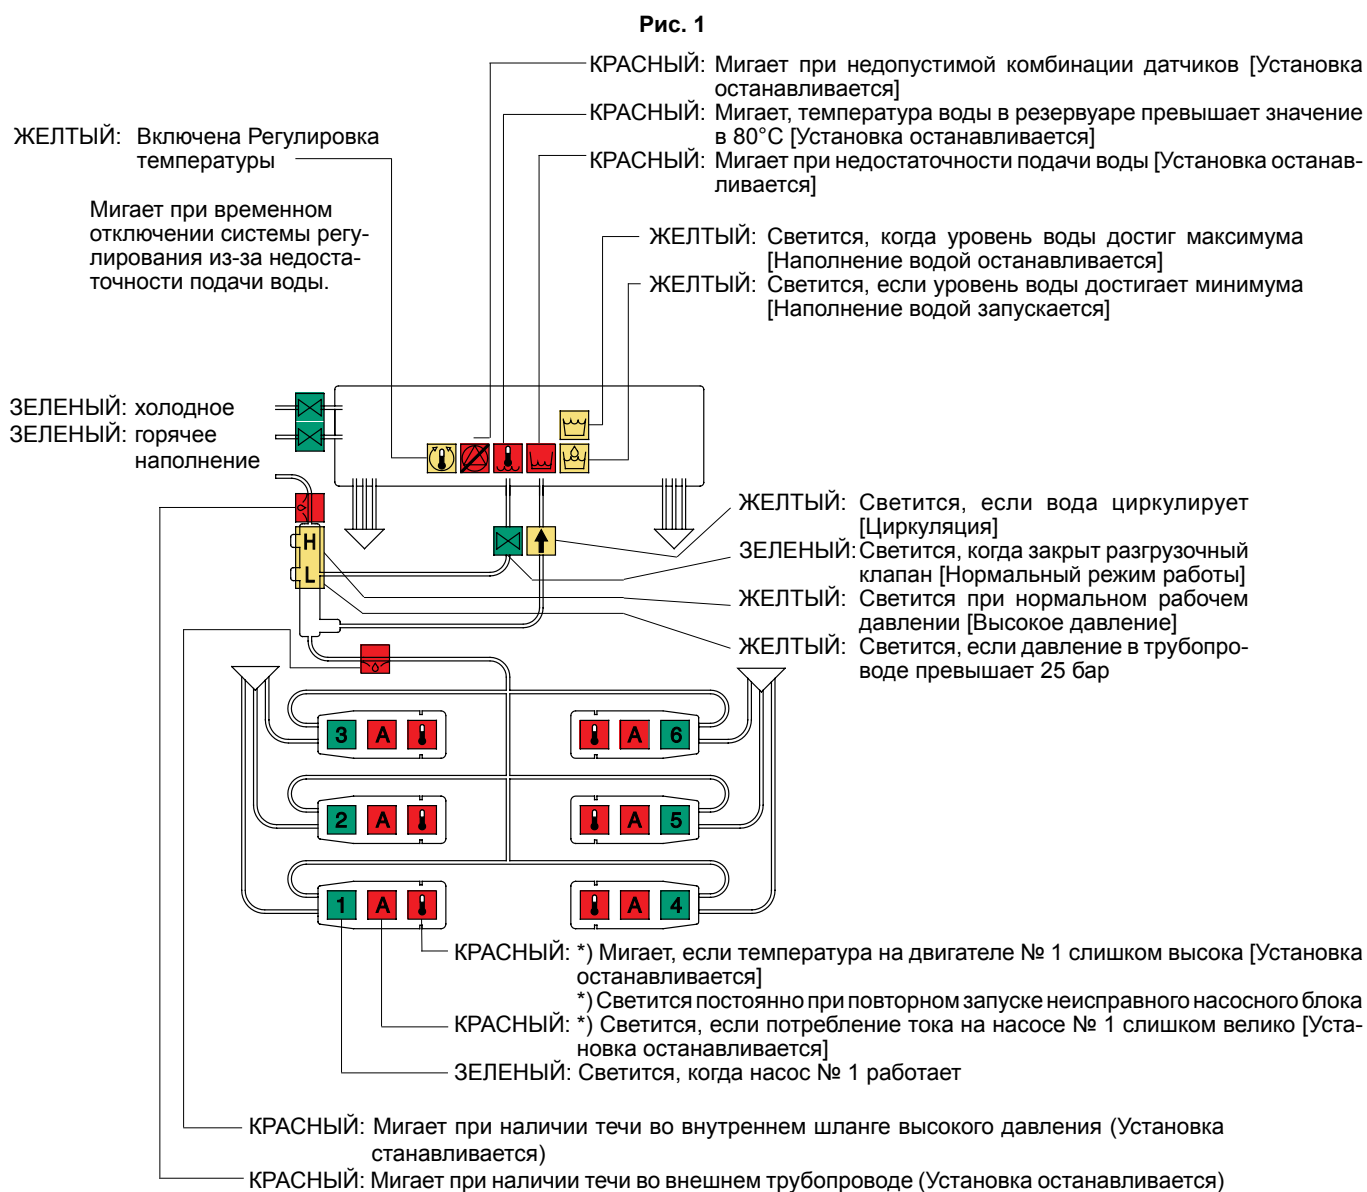 Рис. 1
КРАСНЫЙ: Мигает при недопустимой комбинации датчиков [Установка
останавливается]
КРАСНЫЙ: Мигает, температура воды в резервуаре превышает значение
в 80°C [Установка останавливается]
КРАСНЫЙ: Мигает при недостаточности подачи воды [Установка останав-
ливается]
ЖЕЛТЫЙ: Включена Регулировка
температуры
Мигает при временном
отключении системы регу-
лирования из-за недоста-
точности подачи воды.
ЖЕЛТЫЙ: Светится, когда уровень воды достиг максимума
[Наполнение водой останавливается]
ЖЕЛТЫЙ: Светится, если уровень воды достигает минимума
[Наполнение водой запускается]
ЗЕЛЕНЫЙ: холодное
ЗЕЛЕНЫЙ: горячее
наполнение
H
L
ЖЕЛТЫЙ: Светится, если вода циркулирует
[Циркуляция]
ЗЕЛЕНЫЙ: Светится, когда закрыт разгрузочный
клапан [Нормальный режим работы]
ЖЕЛТЫЙ: Светится при нормальном рабочем
давлении [Высокое давление]
ЖЕЛТЫЙ: Светится, если давление в трубопро-
воде превышает 25 бар
3 A
A 6
2 A
A 5
1 A
A 4
КРАСНЫЙ: *) Мигает, если температура на двигателе № 1 слишком высока [Установка
останавливается]
*) Светится постоянно при повторном запуске неисправного насосного блока
КРАСНЫЙ: *) Светится, если потребление тока на насосе № 1 слишком велико [Уста-
новка останавливается]
ЗЕЛЕНЫЙ: Светится, когда насос № 1 работает
КРАСНЫЙ: Мигает при наличии течи во внутреннем шланге высокого давления (Установка
станавливается)
КРАСНЫЙ: Мигает при наличии течи во внешнем трубопроводе (Установка останавливается)